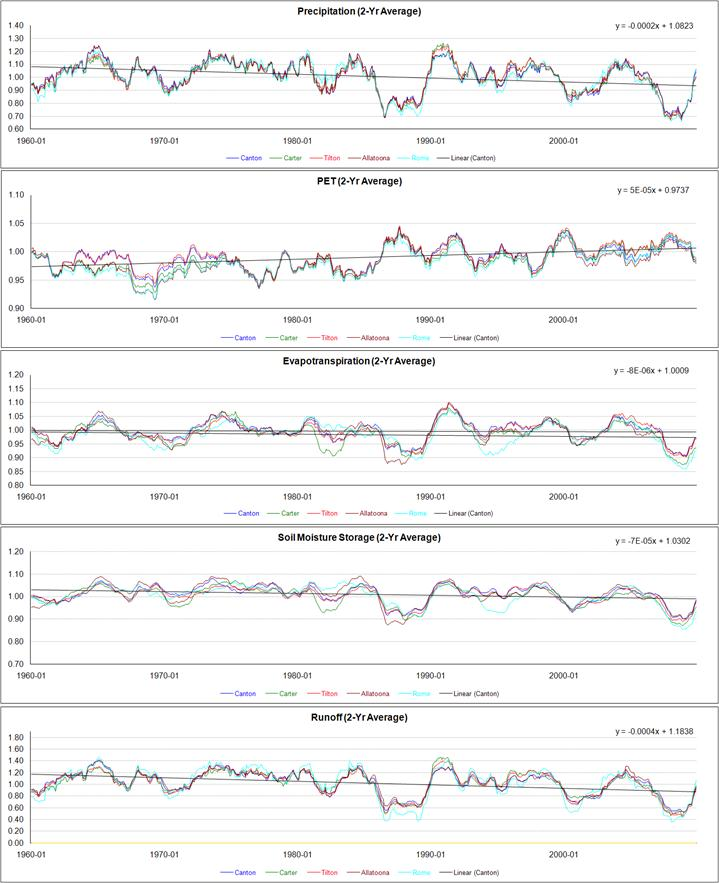 Precipitation (2-Yr Average)
y = -0.0002x + 1.0823
1.40
1.30
1.20
1.10
1.00
0.90
0.80
0.70
0.60
1960-01 1970-01 1980-01 1990-01 2000-01
Canton Carter Tilton Allatoona Rome Linear (Canton)
PET (2-Yr Average)
y = 5E-05x + 0.9737
1.10
1.05
1.00
0.95
0.90
1960-01 1970-01 1980-01 1990-01 2000-01
Canton Carter Tilton Allatoona Rome Linear (Canton)
Evapotranspiration (2-Yr Average)
y = -8E-06x + 1.0009
1.20
1.15
1.10
1.05
1.00
0.95
0.90
0.85
0.80
1960-01 1970-01 1980-01 1990-01 2000-01
Canton Carter Tilton Allatoona Rome Linear (Canton)
Soil Moisture Storage (2-Yr Average)
y = -7E-05x + 1.0302
1.20
1.10
1.00
0.90
0.80
0.70
1960-01 1970-01 1980-01 1990-01 2000-01
Canton Carter Tilton Allatoona Rome Linear (Canton)
Runoff (2-Yr Average)
y = -0.0004x + 1.1838
1.80
1.60
1.40
1.20
1.00
0.80
0.60
0.40
0.20
0.00
1960-01 1970-01 1980-01 1990-01 2000-01
Canton Carter Tilton Allatoona Rome Linear (Canton)